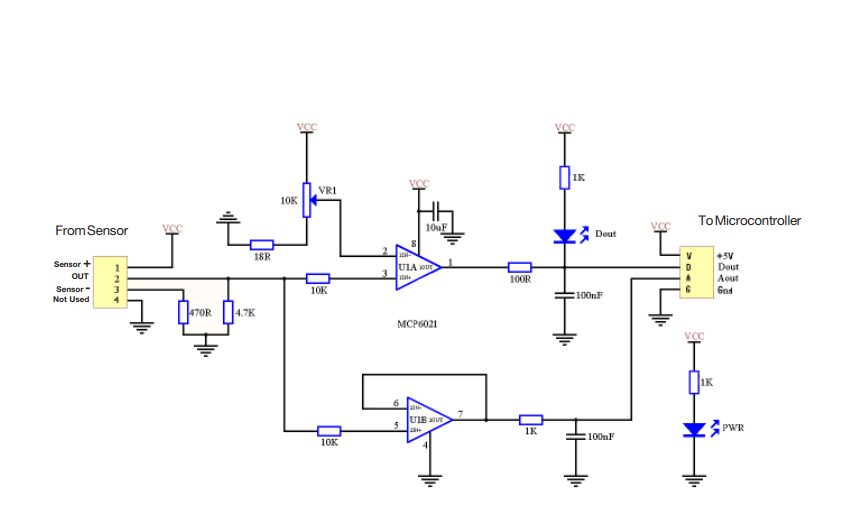 VCC
VCC
1K
VCC
10K
VR1
To Microcontroller
From Sensor
VCC
10uF
Dout
VCC
18R
8
V
+5V
Sensor +
1
2
U1A
1OUT
1
D
Dout
OUT
2
3
100R
A
Aout
Sensor -
3
10K
G
Gnd
Not Used
4
100nF
470R
4.7K
MCP6021
VCC
1K
6
U1B
1OUT
7
PWR
5
1K
100nF
10K
4